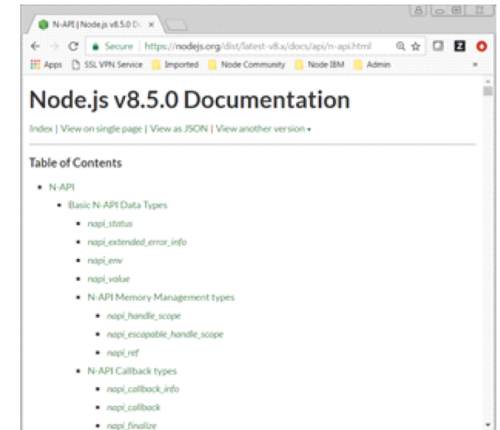 N-API | Node.js v8.5.0 Do
Secure | https://nodejs.org/dist/latest-v8.x/docs/api/n-api.html
Apps SSL VPN Service Imported Node Community Node IBM Admin »
Node.js v8.5.0 Documentation
Index | View on single page | View as JSON | View another version ▾
Table of Contents
• N-API
• Basic N-API Data Types
• napi_status
• napi_extended_error_info
• napi_env
• napi_value
• N-API Memory Management types
• napi_handle_scope
• napi_escapable_handle_scope
• napi_ref
• N-API Callback types
• napi_callback_info
• napi_callback
• napi_finalize